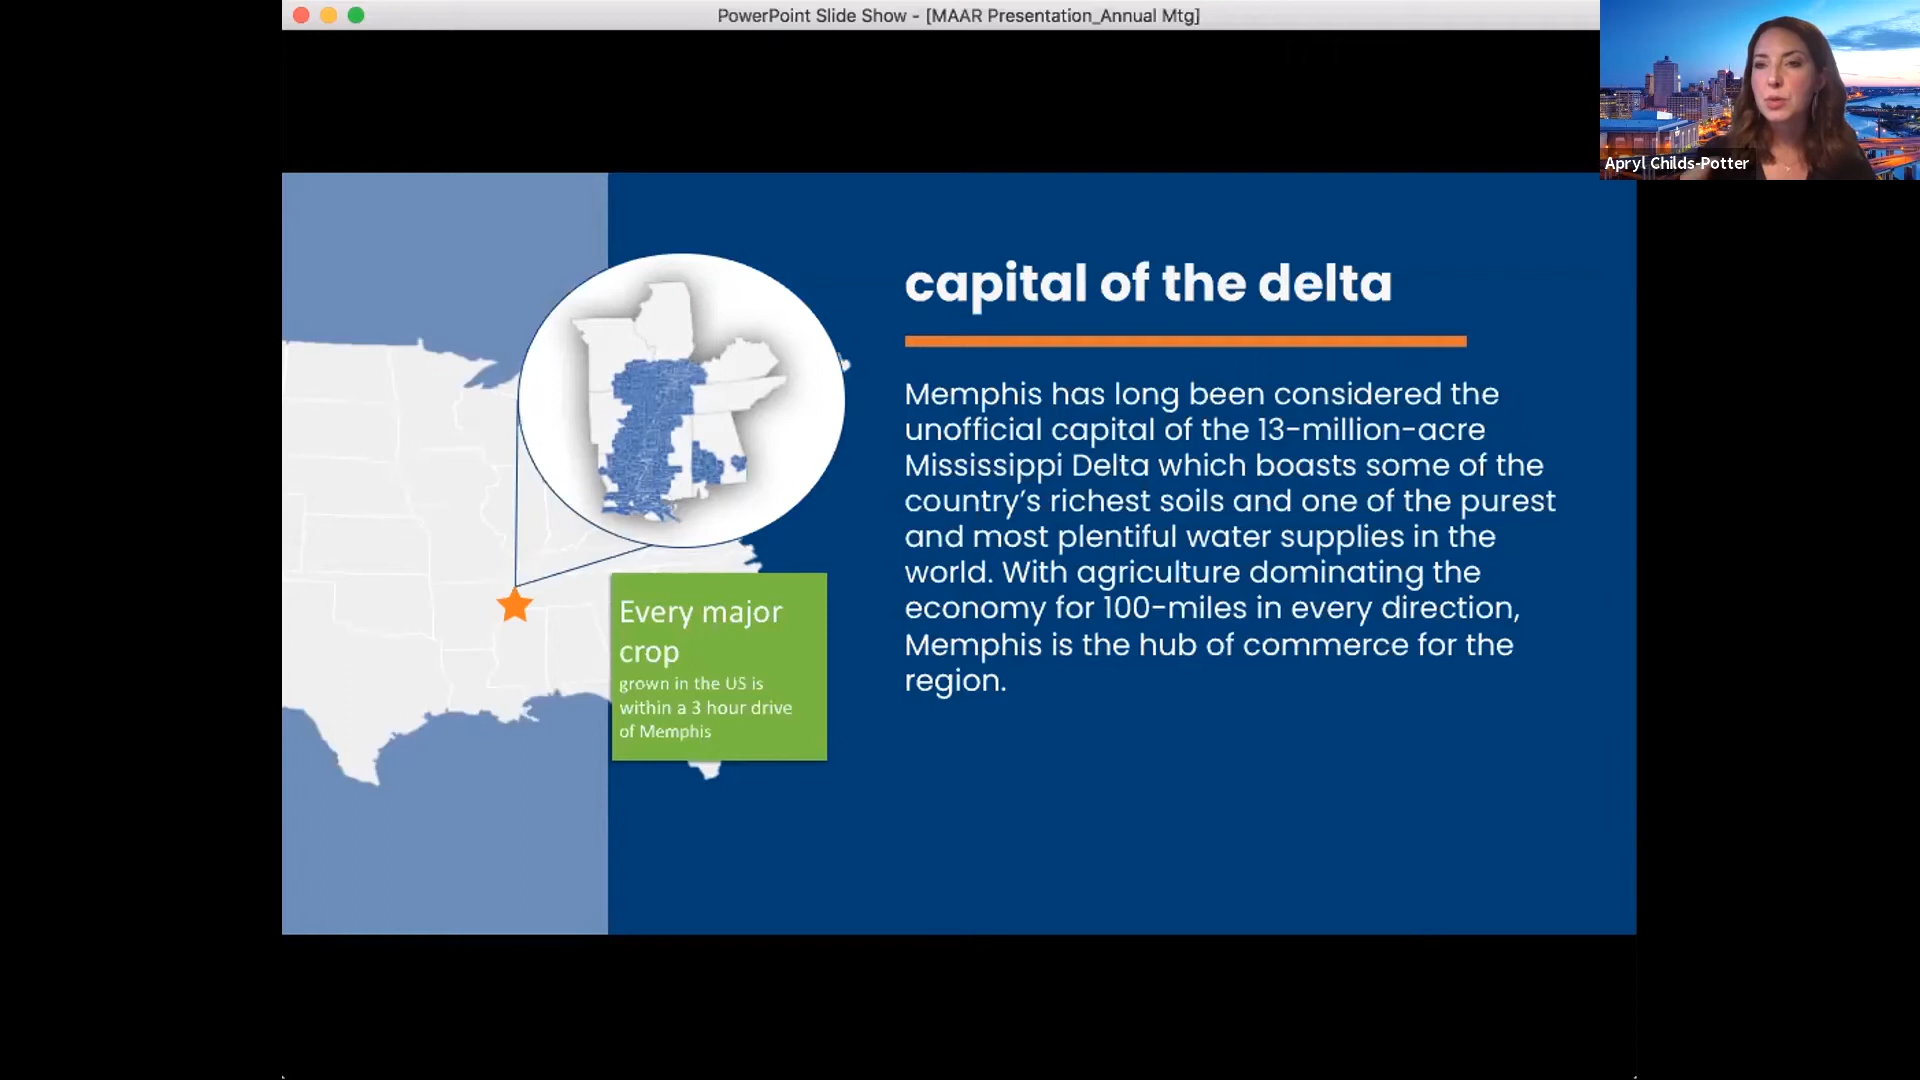 PowerPoint Slide Show - [MAAR Presentation_Annual Mtg]
Apryl Childs-Potter
capital of the delta
Memphis has long been considered the
unofficial capital of the 13-million-acre
Mississippi Delta which boasts some of the
country’s richest soils and one of the purest
and most plentiful water supplies in the
world. With agriculture dominating the
economy for 100-miles in every direction,
Memphis is the hub of commerce for the
region.
Every major
crop
grown in the US is
within a 3 hour drive
of Memphis